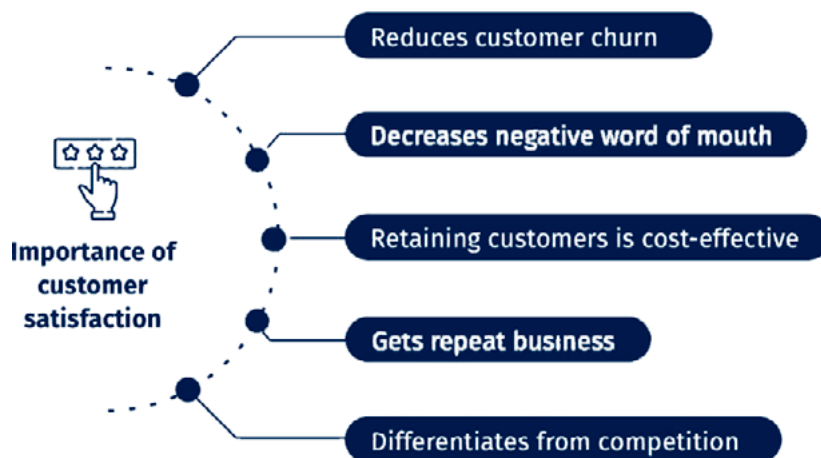 Reduces customer churn
Decreases negative word of mouth
Retaining customers is cost-effective
Gets repeat business
Differentiates from competition
Importance of
customer
satisfaction